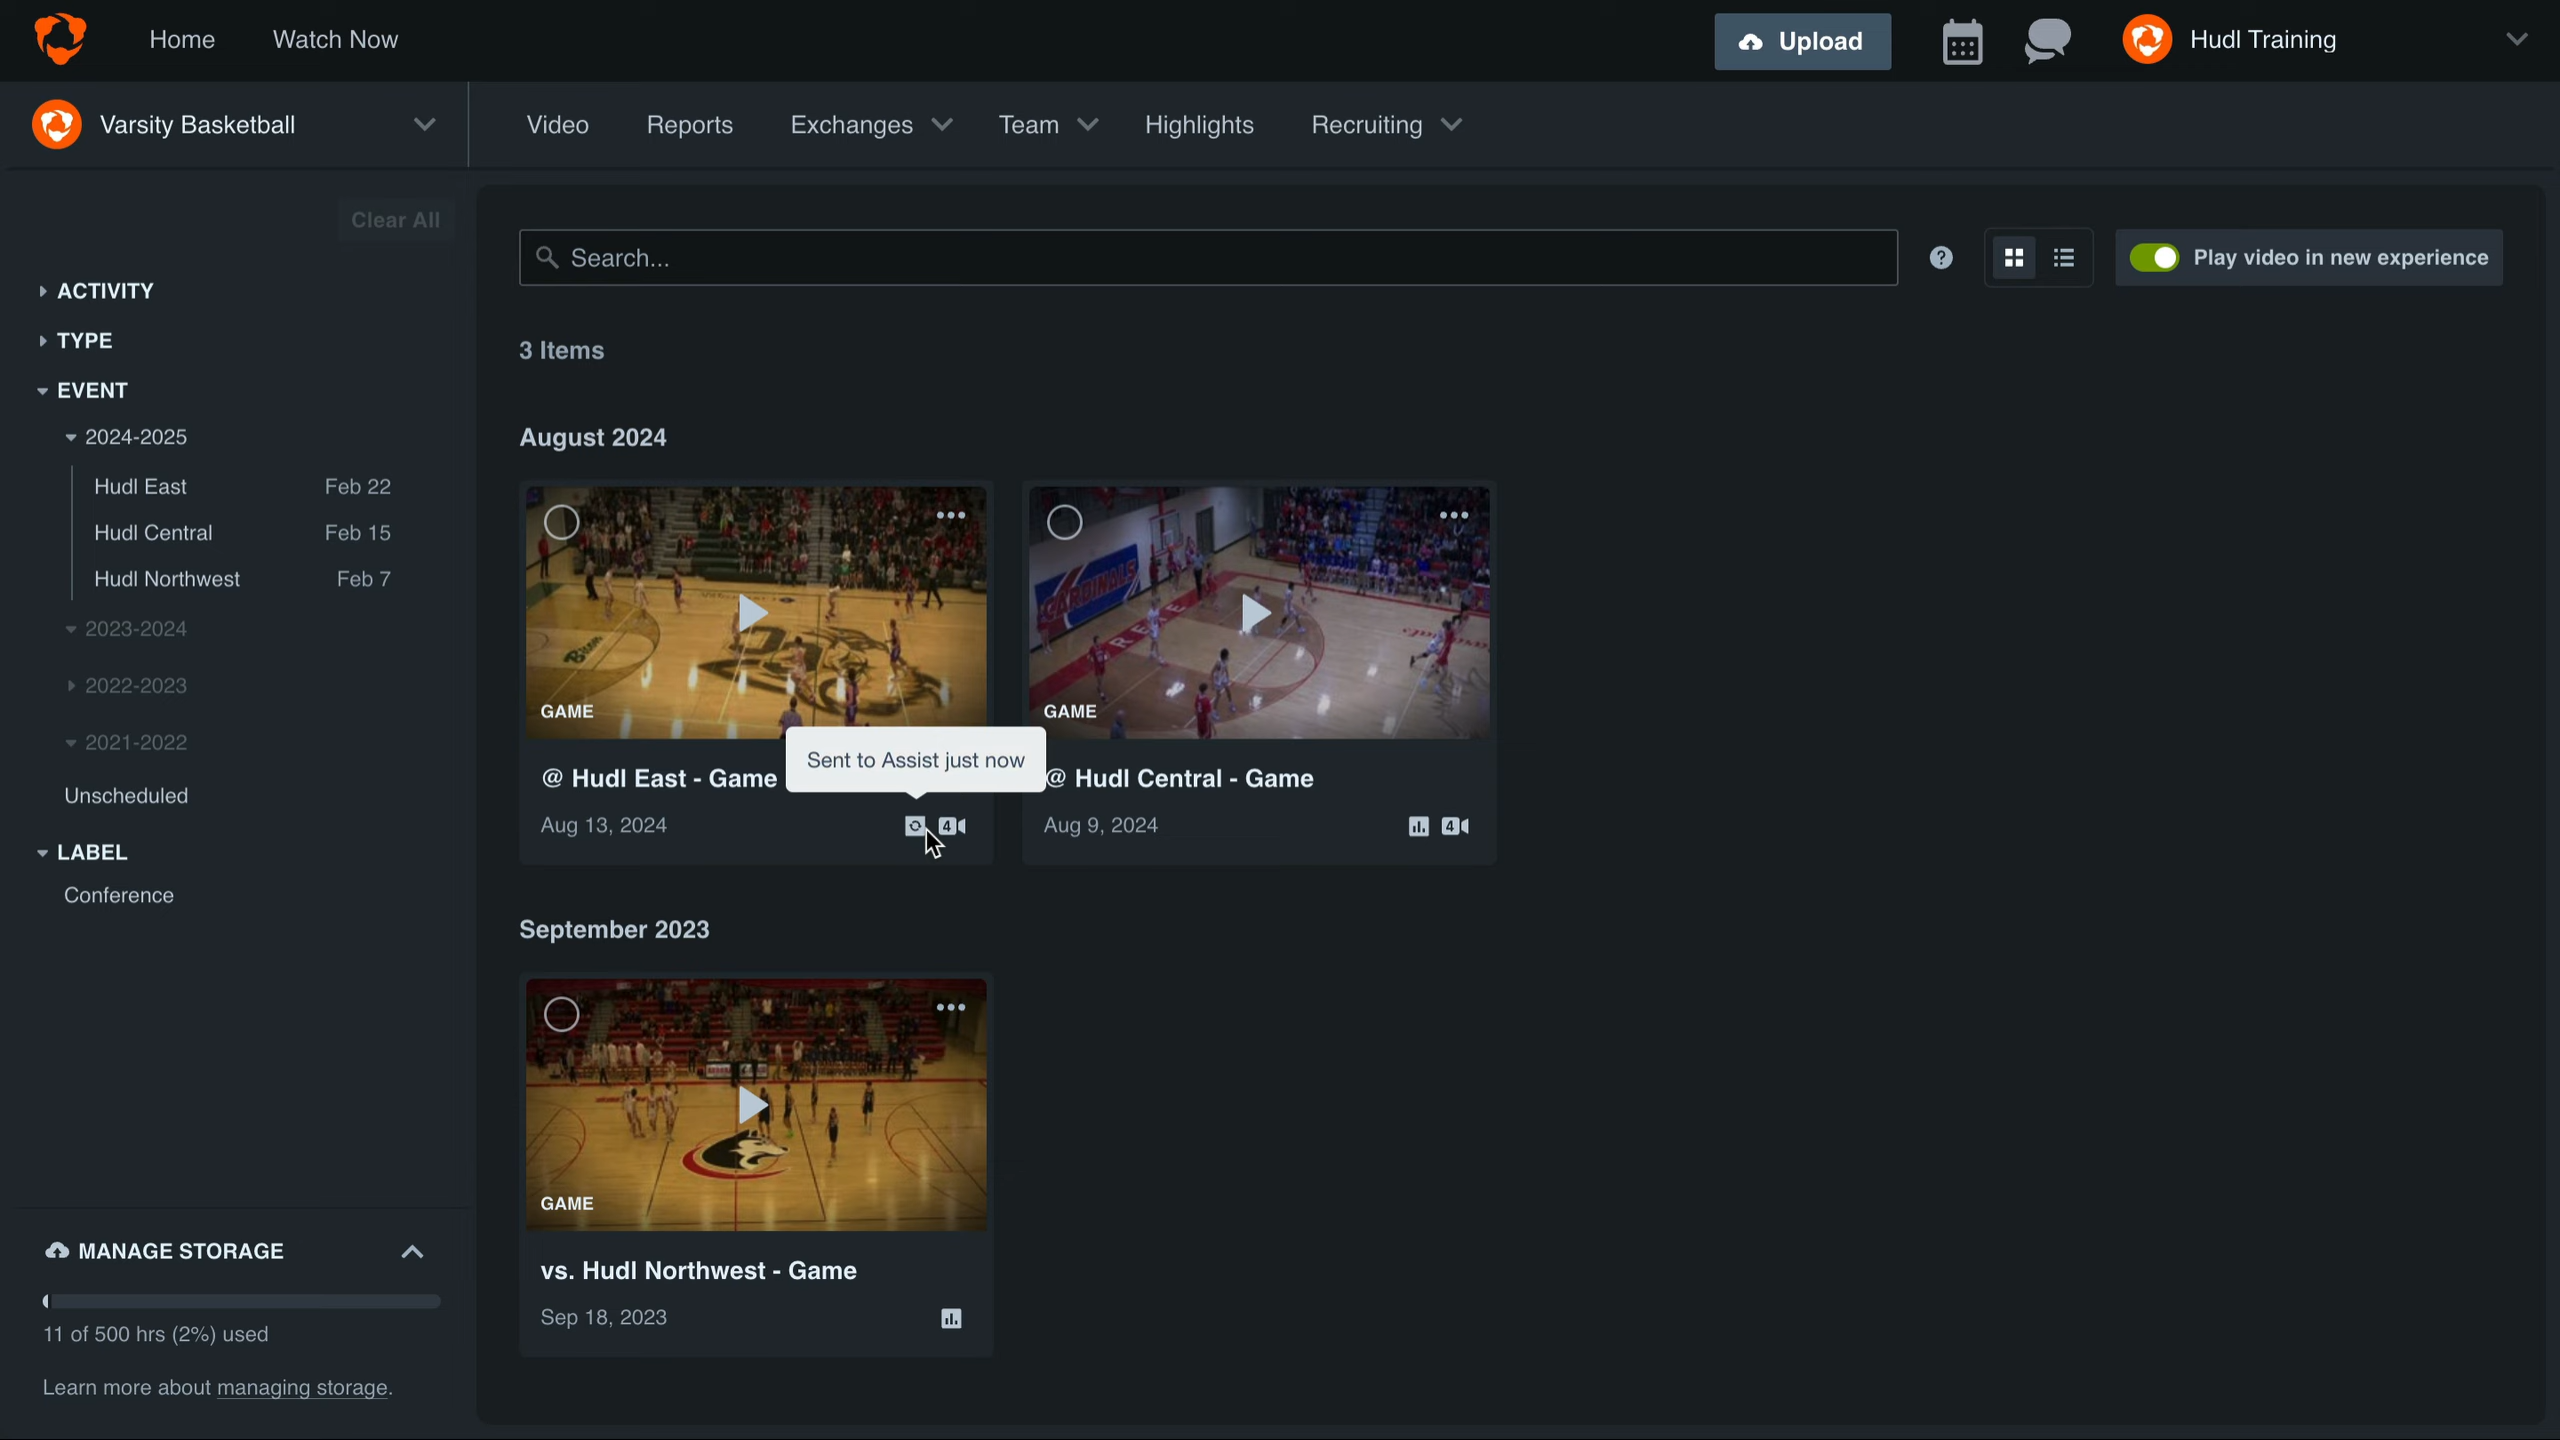 Home
Watch Now
Upload
Hudl Training
Varsity Basketball
Video
Reports
Exchanges
Team
Highlights
Recruiting
Clear All
ACTIVITY
TYPE
EVENT
2024-2025
Hudl East Feb 22
Hudl Central Feb 15
Hudl Northwest Feb 7
2023-2024
2022-2023
2021-2022
Unscheduled
LABEL
Conference
MANAGE STORAGE
11 of 500 hrs (2%) used
Learn more about managing storage.
Search...
?
Play video in new experience
3 Items
August 2024
GAME
Sent to Assist just now
@ Hudl East - Game
Aug 13, 2024
4
CARDINALS
GAME
@ Hudl Central - Game
Aug 9, 2024
4
September 2023
GAME
vs. Hudl Northwest - Game
Sep 18, 2023